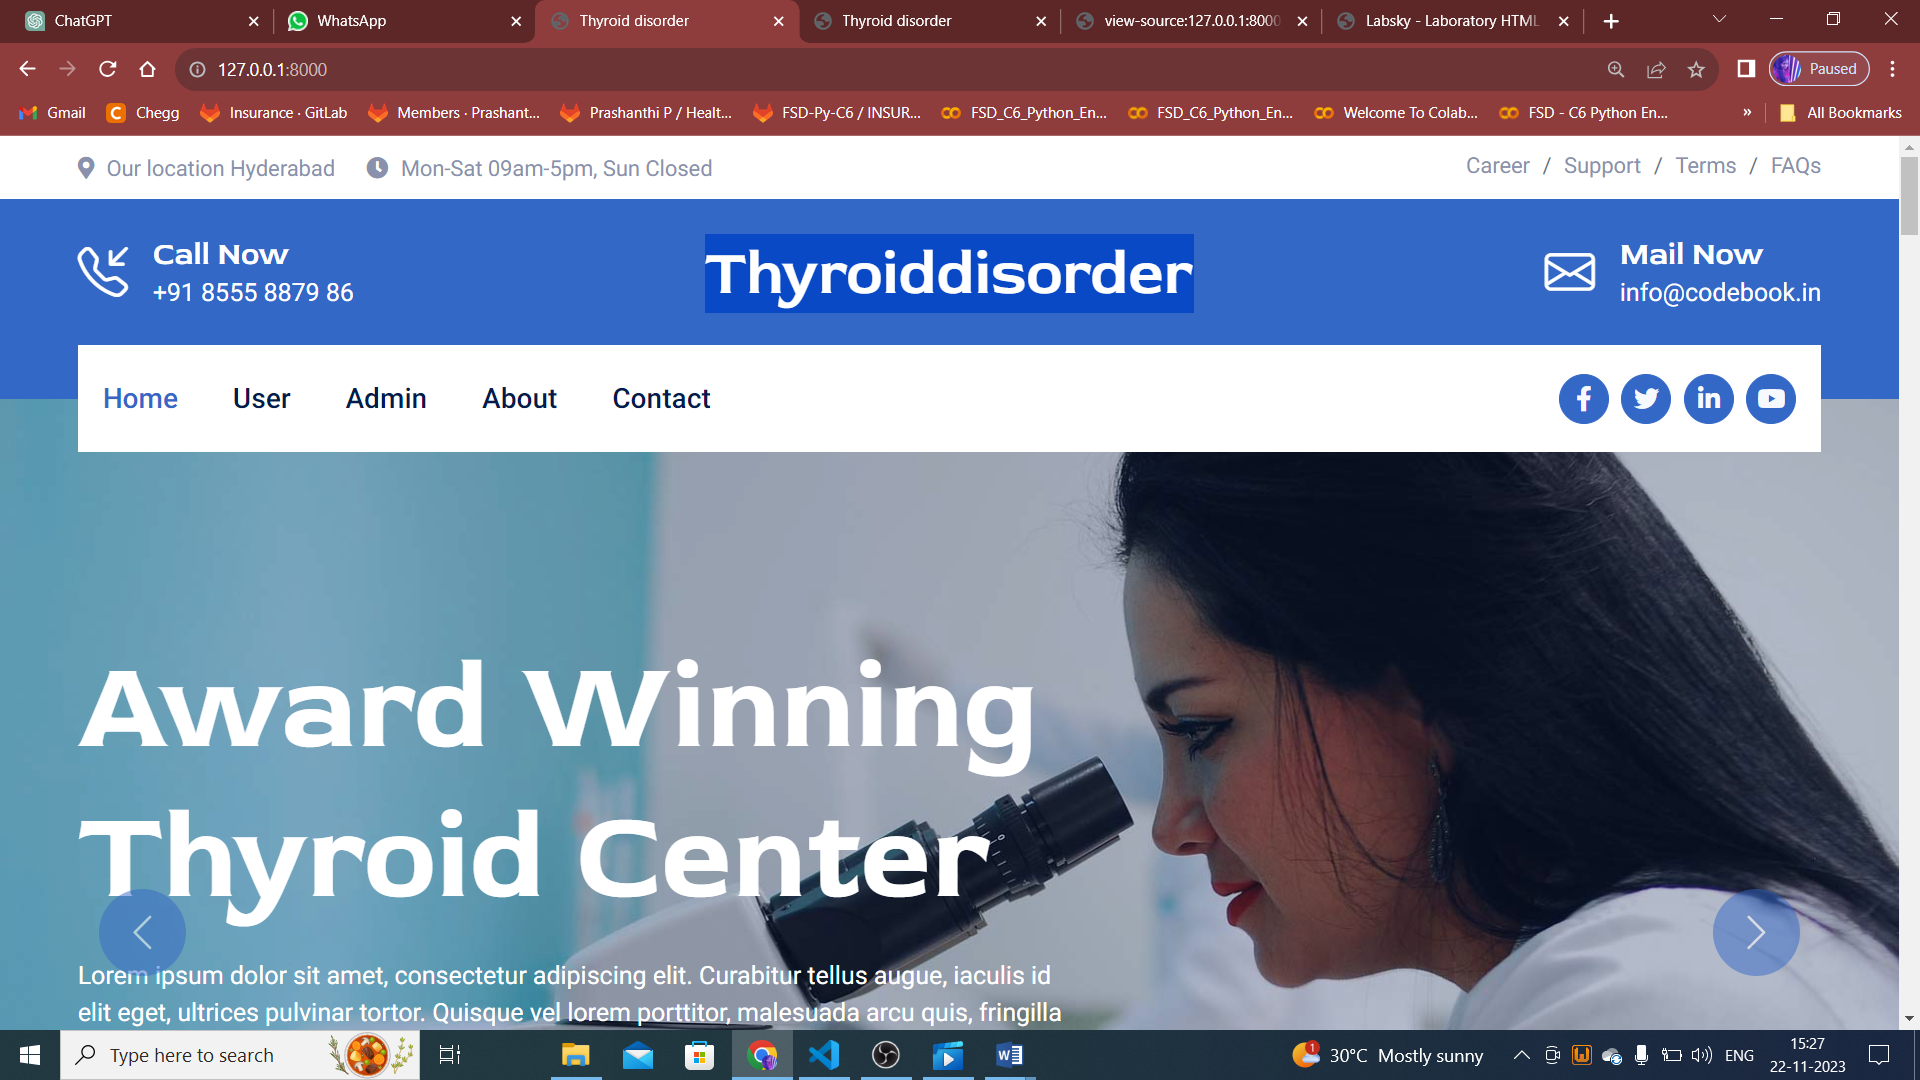 ChatGPT
WhatsApp
Thyroid disorder
Thyroid disorder
view-source:127.0.0.1:8000
Labsky - Laboratory HTML
127.0.0.1:8000
Paused
Gmail
Chegg
Insurance · GitLab
Members · Prashant...
Prashanthi P / Healt...
FSD-Py-C6 / INSUR...
FSD_C6_Python_En...
FSD_C6_Python_En...
Welcome To Colab...
FSD - C6 Python En...
»
All Bookmarks
Our location Hyderabad
Mon-Sat 09am-5pm, Sun Closed
Career / Support / Terms / FAQs
Call Now
+91 8555 8879 86
Thyroiddisorder
Mail Now
info@codebook.in
Home User Admin About Contact
Award Winning
Thyroid Center
Lorem ipsum dolor sit amet, consectetur adipiscing elit. Curabitur tellus augue, iaculis id
elit eget, ultrices pulvinar tortor. Quisque vel lorem porttitor, malesuada arcu quis, fringilla
Type here to search
1
30°C Mostly sunny
ENG
15:27
22-11-2023